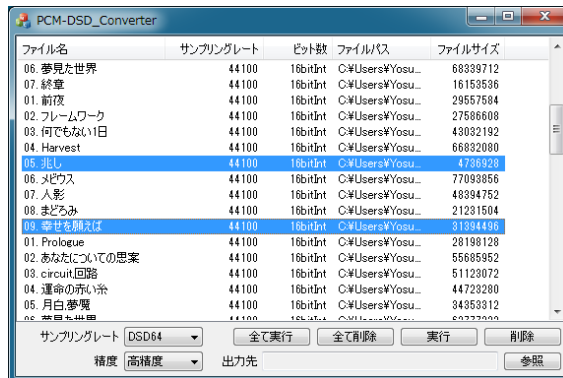 PCM-DSD_Converter
ファイル名 サンプリングレート ビット数 ファイルパス ファイルサイズ
06. 夢見た世界 44100 16bitInt C:¥Users¥Yosu... 68339712
07. 終章 44100 16bitInt C:¥Users¥Yosu... 16153536
01. 前夜 44100 16bitInt C:¥Users¥Yosu... 29557584
02. フレームワーク 44100 16bitInt C:¥Users¥Yosu... 27586608
03. 何でもない1日 44100 16bitInt C:¥Users¥Yosu... 43032192
04. Harvest 44100 16bitInt C:¥Users¥Yosu... 66832080
05. 兆し 44100 16bitInt C:¥Users¥Yosu... 4736928
06. メビウス 44100 16bitInt C:¥Users¥Yosu... 77093856
07. 人影 44100 16bitInt C:¥Users¥Yosu... 48394752
08. まどろみ 44100 16bitInt C:¥Users¥Yosu... 21231504
09. 幸せを願えば 44100 16bitInt C:¥Users¥Yosu... 31394496
01. Prologue 44100 16bitInt C:¥Users¥Yosu... 28198128
02. あなたについての思案 44100 16bitInt C:¥Users¥Yosu... 55685952
03. circuit,回路 44100 16bitInt C:¥Users¥Yosu... 51123072
04. 運命の赤い糸 44100 16bitInt C:¥Users¥Yosu... 44723280
05. 月白,夢魘 44100 16bitInt C:¥Users¥Yosu... 34353312
サンプリングレート DSD64 全て実行 全て削除 実行 削除
精度 高精度 出力先 参照